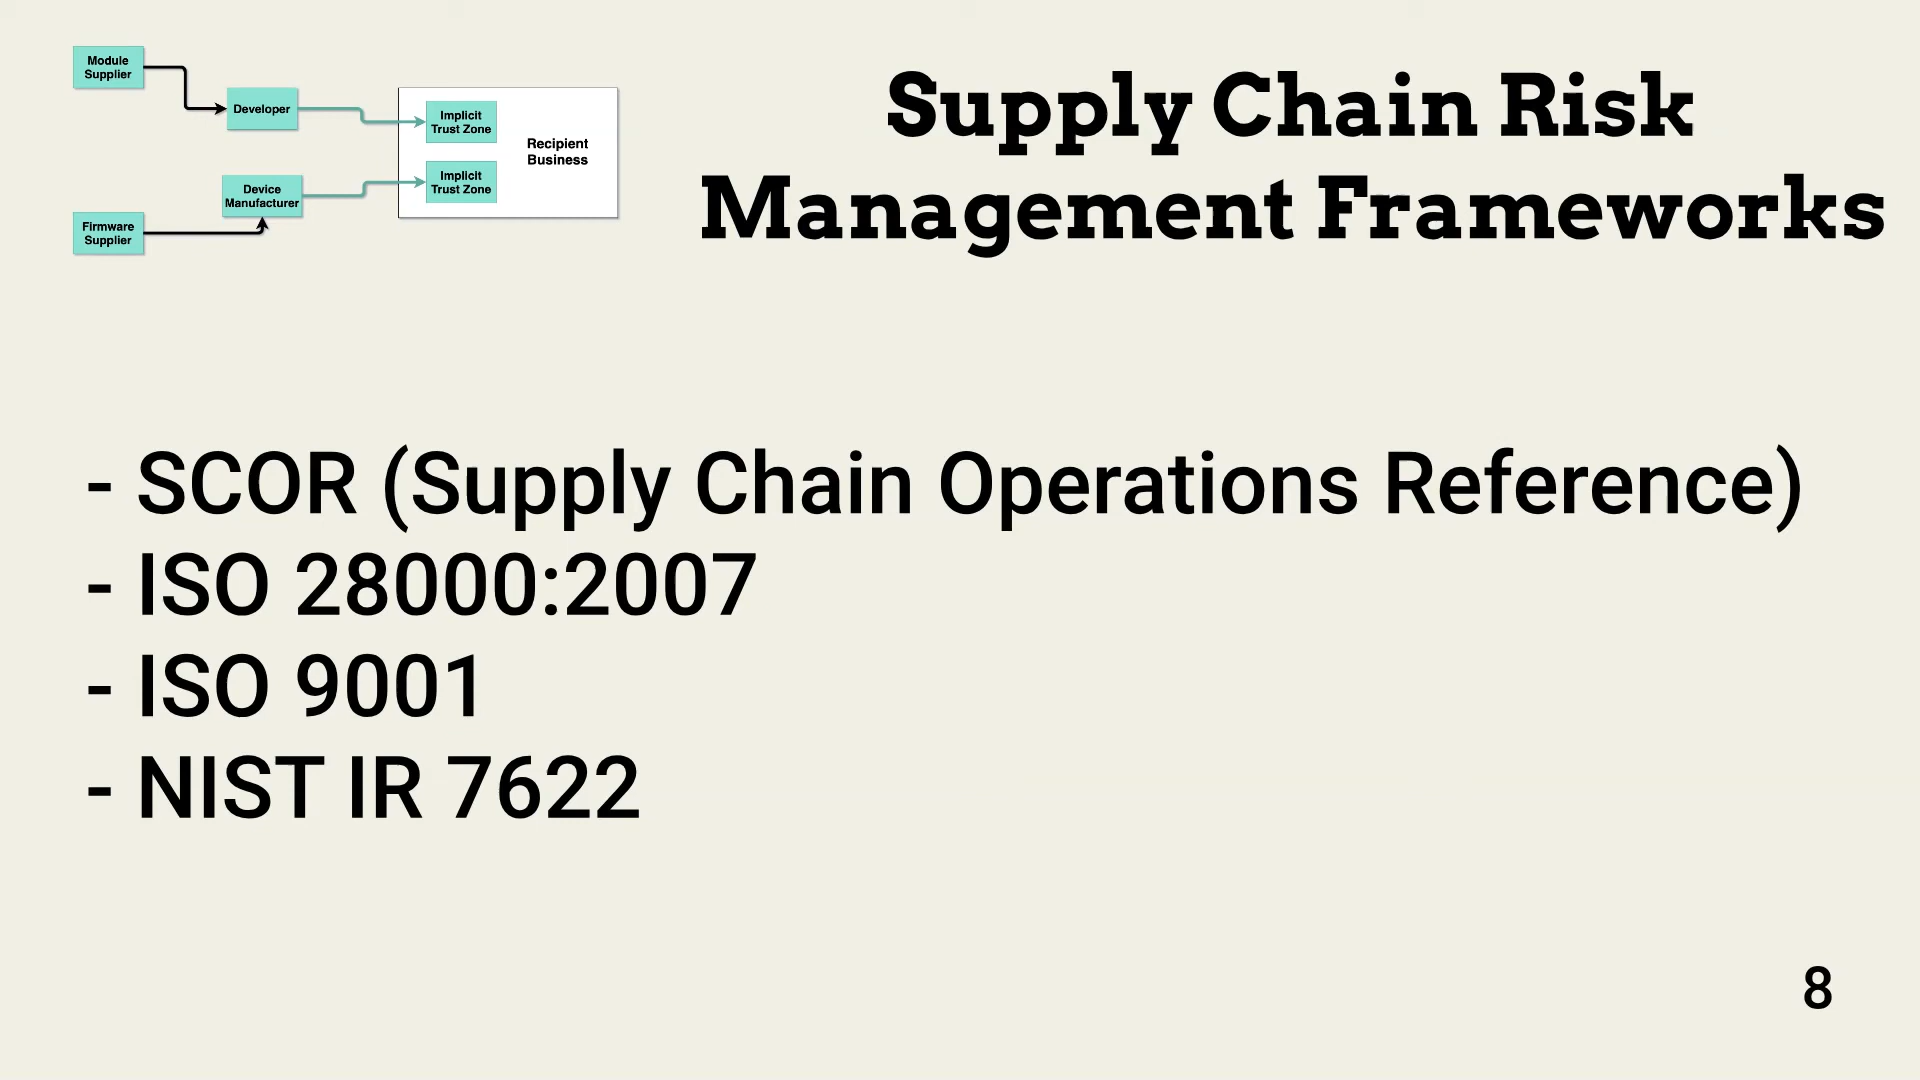 Module
Supplier
Developer
Implicit
Trust Zone
Recipient
Business
Implicit
Trust Zone
Device
Manufacturer
Firmware
Supplier
Supply Chain Risk
Management Frameworks
- SCOR (Supply Chain Operations Reference)
- ISO 28000:2007
- ISO 9001
- NIST IR 7622
8